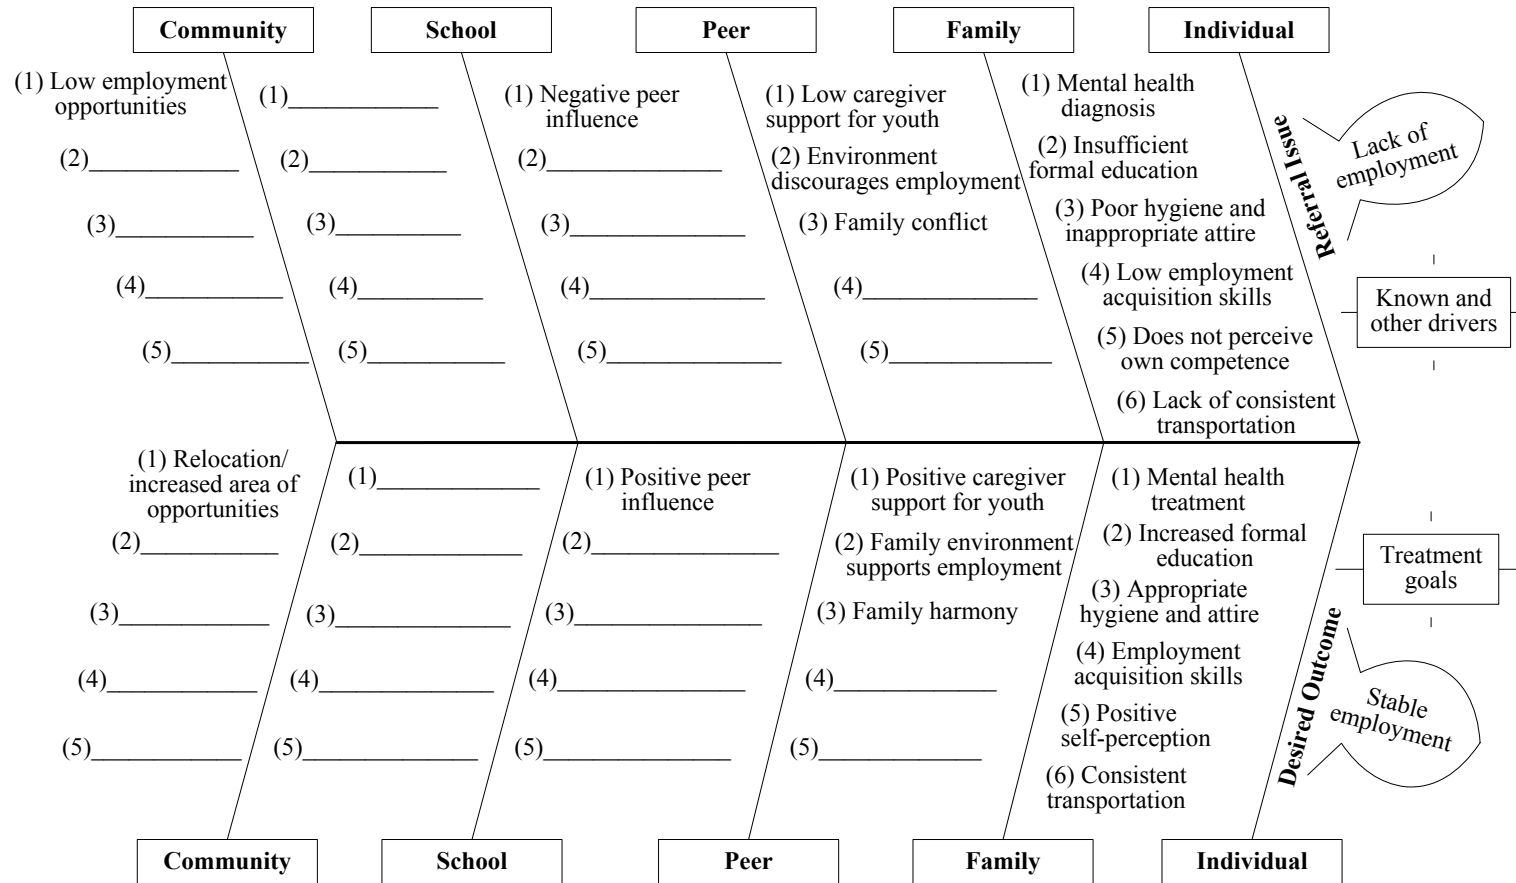 Community
School
Peer
Family
Individual
(1) Low employment
opportunities
(2)____________
(3)___________
(4)___________
(5)___________
(1)____________
(2)___________
(3)____________
(4)__________
(5)___________
(1) Negative peer
influence
(2)______________
(3)______________
(4)______________
(5)______________
(1) Low caregiver
support for youth
(2) Environment
discourages employment
(3) Family conflict
(4)______________
(5)_____________
(1) Mental health
diagnosis
(2) Insufficient
formal education
(3) Poor hygiene and
inappropriate attire
(4) Low employment
acquisition skills
(5) Does not perceive
own competence
(6) Lack of consistent
transportation
Referral Issue
Lack of
employment
Known and
other drivers
(1) Relocation/
increased area of
opportunities
(2)___________
(3)____________
(4)____________
(5)____________
(1)_____________
(2)_____________
(3)______________
(4)______________
(5)______________
(1) Positive peer
influence
(2)_______________
(3)_______________
(4)_______________
(5)_______________
(1) Positive caregiver
support for youth
(2) Family environment
supports employment
(3) Family harmony
(4)_____________
(5)_____________
(1) Mental health
treatment
(2) Increased formal
education
(3) Appropriate
hygiene and attire
(4) Employment
acquisition skills
(5) Positive
self-perception
(6) Consistent
transportation
Desired Outcome
Treatment
goals
Stable
employment
Community
School
Peer
Family
Individual